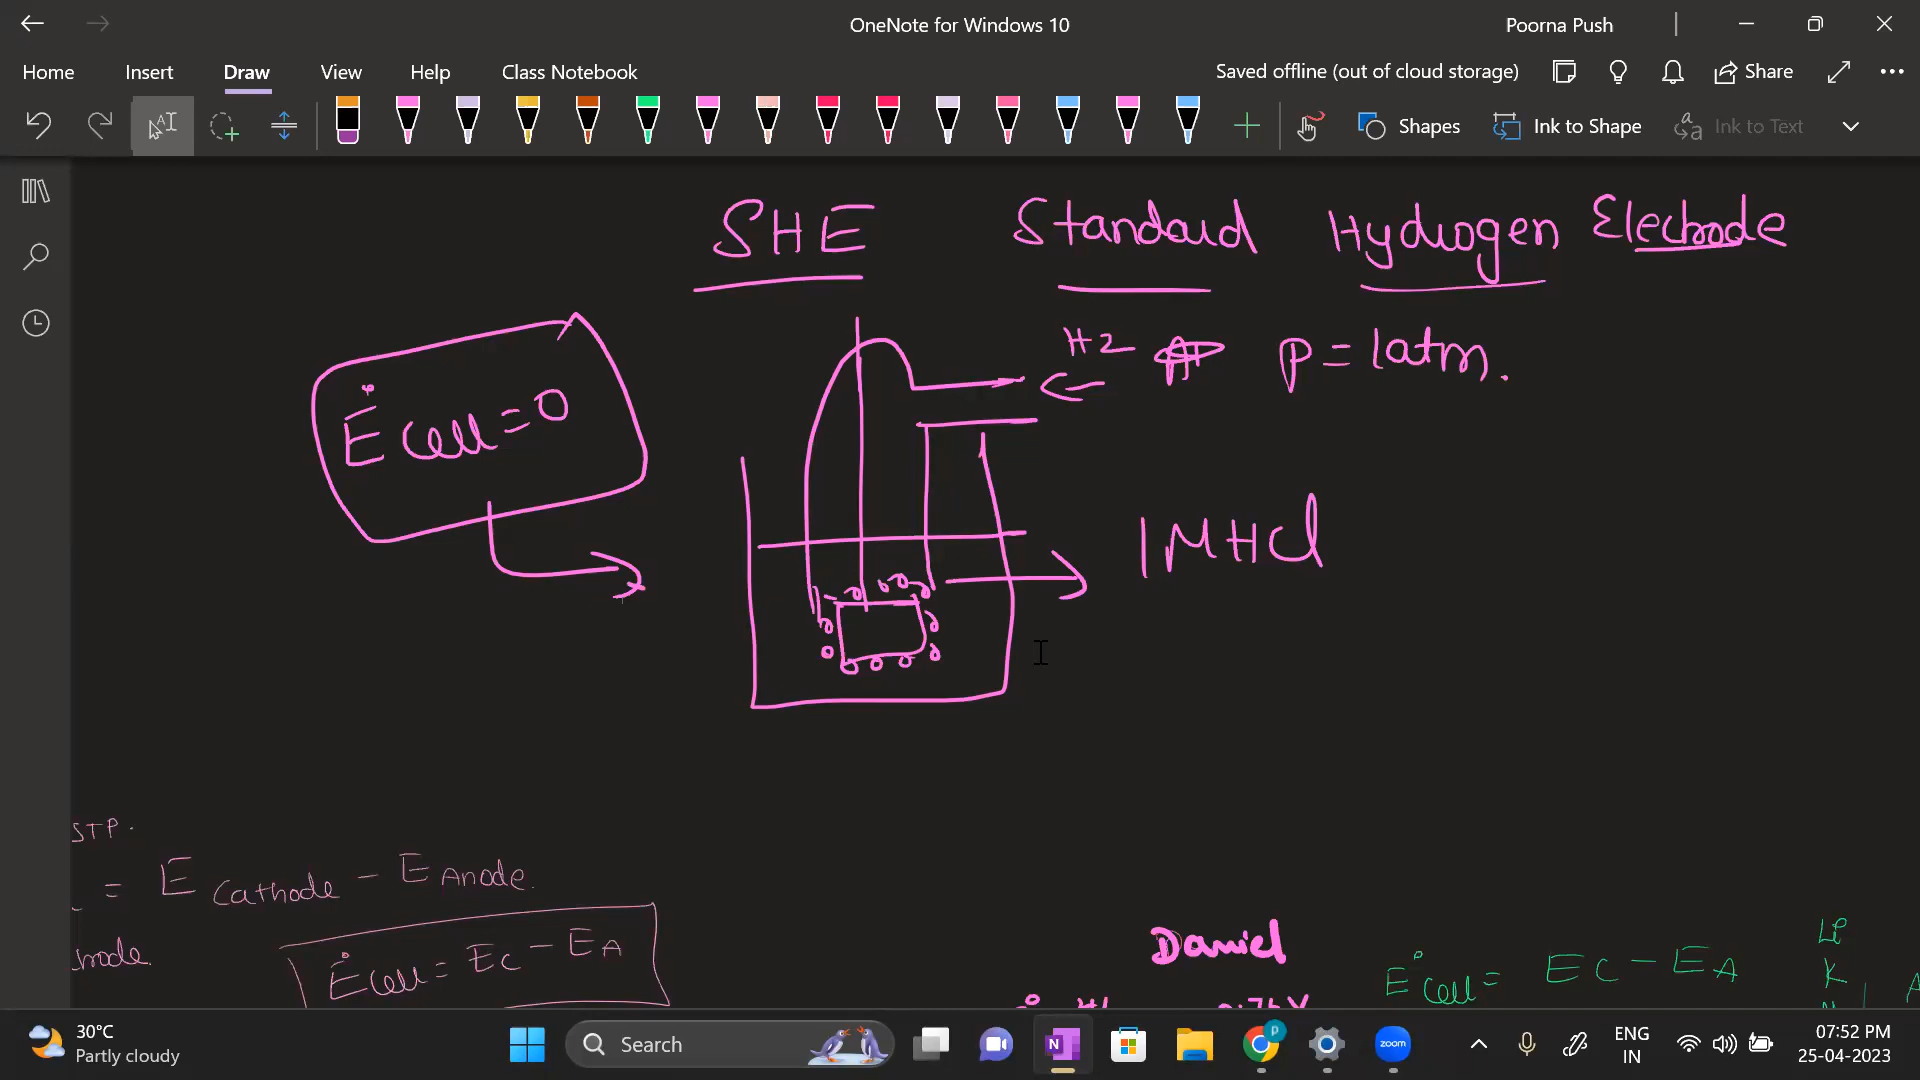 OneNote for Windows 10
Poorna Push
Home Insert Draw View Help Class Notebook
Saved offline (out of cloud storage)
Share
Shapes
Ink to Shape
Ink to Text
SHE Standard Hydrogen Electrode
H2 P = 1atm.
E°cell = 0
1M HCl
STP.
= E Cathode - E Anode.
E°cell = EC - EA
Daniel
E°cell = EC - EA
Li
K
30°C
Partly cloudy
Search
zoom
ENG
IN
07:52 PM
25-04-2023